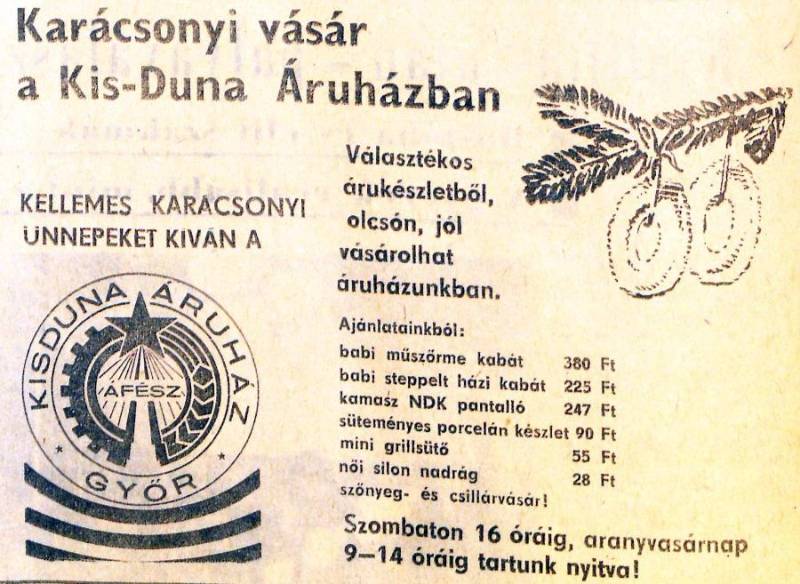 Karácsonyi vásár
a Kis-Duna Áruházban
KELLEMES KARÁCSONYI
ÜNNEPEKET KIVÁN A
KISDUNA ÁRUHÁZ
ÁFÉSZ
GYŐR
Választékos
árukészletből,
olcsón, jól
vásárolhat
áruházunkban.
Ajánlatainkból:
babi műszőrme kabát 380 Ft
babi steppelt házi kabát 225 Ft
kamasz NDK pantalló 247 Ft
süteményes porcelán készlet 90 Ft
mini grillsütő 55 Ft
női silon nadrág 28 Ft
szőnyeg- és csillárvásár!
Szombaton 16 óráig, aranyvasárnap
9–14 óráig tartunk nyitva!